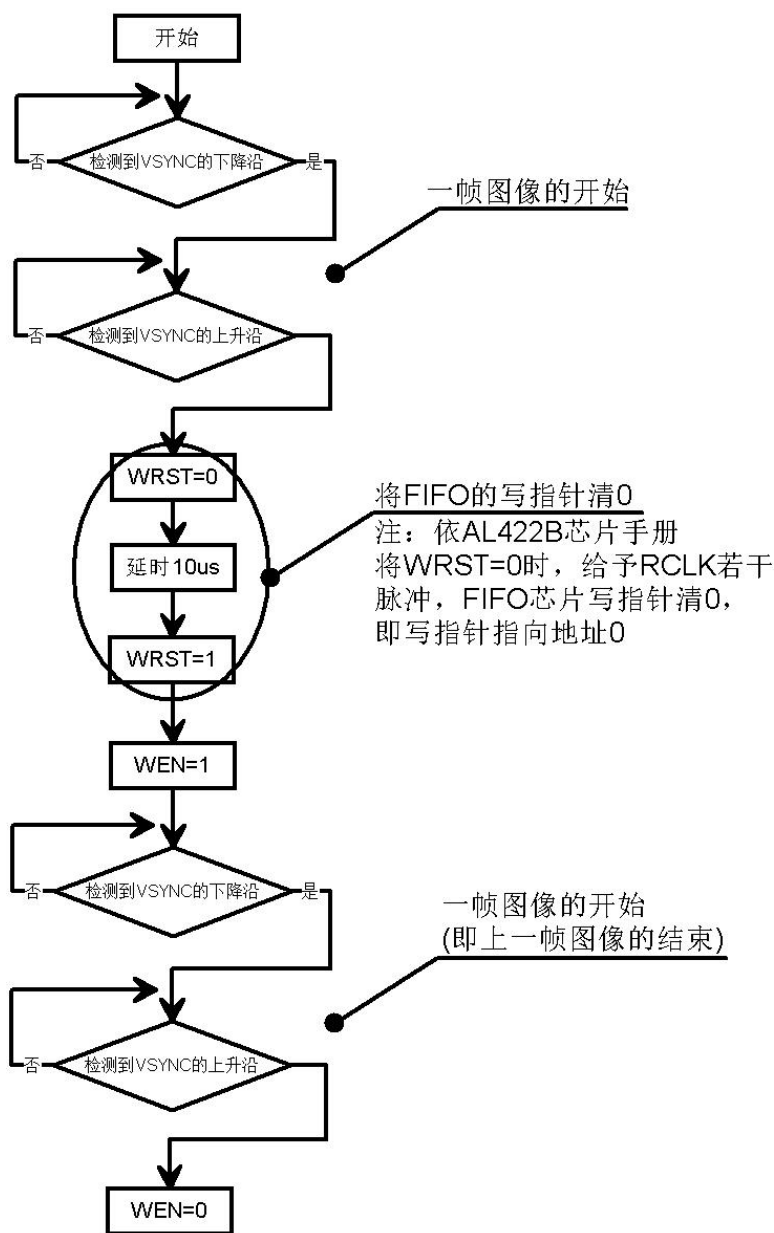 开始
检测到VSYNC的下降沿
否
是
一帧图像的开始
检测到VSYNC的上升沿
否
WRST=0
延时10us
WRST=1
将FIFO的写指针清0
注：依AL422B芯片手册
将WRST=0时，给予RCLK若干
脉冲，FIFO芯片写指针清0，
即写指针指向地址0
WEN=1
检测到VSYNC的下降沿
否
是
一帧图像的开始
(即上一帧图像的结束)
检测到VSYNC的上升沿
否
WEN=0